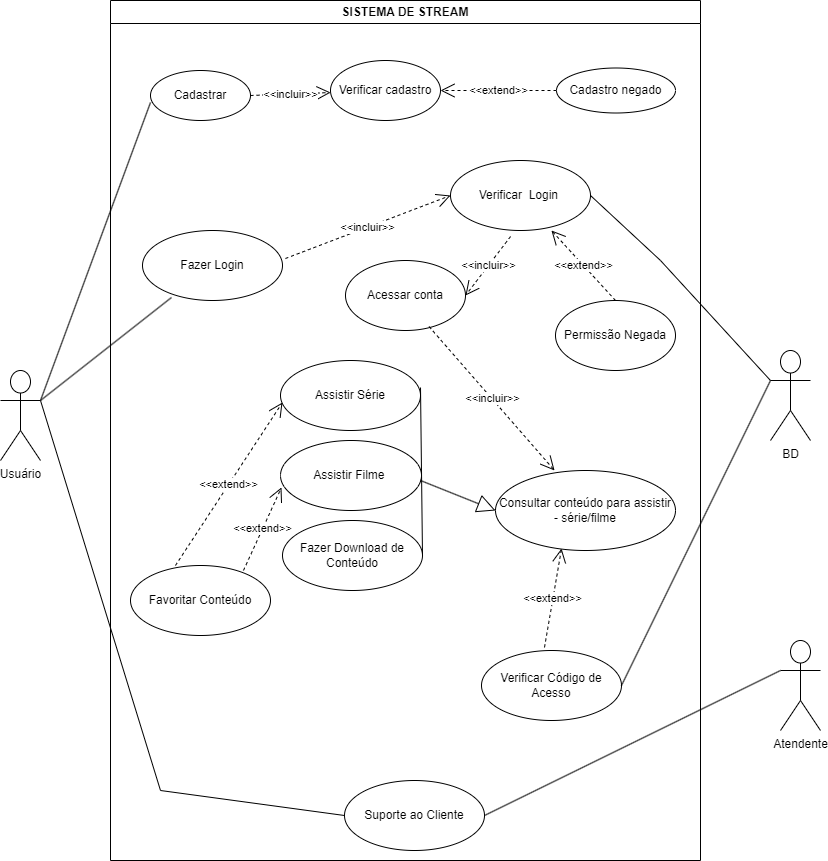 SISTEMA DE STREAM
Cadastrar
<<incluir>>
Verificar cadastro
<<extend>>
Cadastro negado
Verificar Login
<<incluir>>
Fazer Login
<<incluir>>
<<extend>>
Acessar conta
Permissão Negada
Assistir Série
<<incluir>>
Usuário
BD
Assistir Filme
<<extend>>
Consultar conteúdo para assistir
- série/filme
<<extend>>
Fazer Download de
Conteúdo
Favoritar Conteúdo
<<extend>>
Verificar Código de
Acesso
Atendente
Suporte ao Cliente